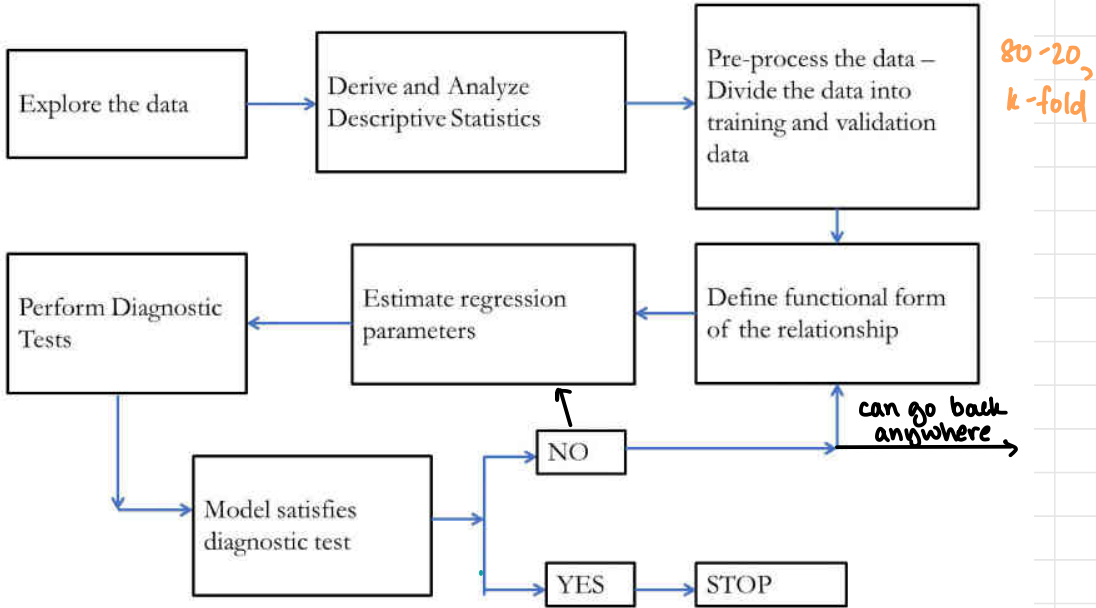 Explore the data
Derive and Analyze
Descriptive Statistics
Pre-process the data –
Divide the data into
training and validation
data
80-20,
k-fold
Define functional form
of the relationship
Estimate regression
parameters
Perform Diagnostic
Tests
can go back
anywhere
NO
Model satisfies
diagnostic test
YES
STOP